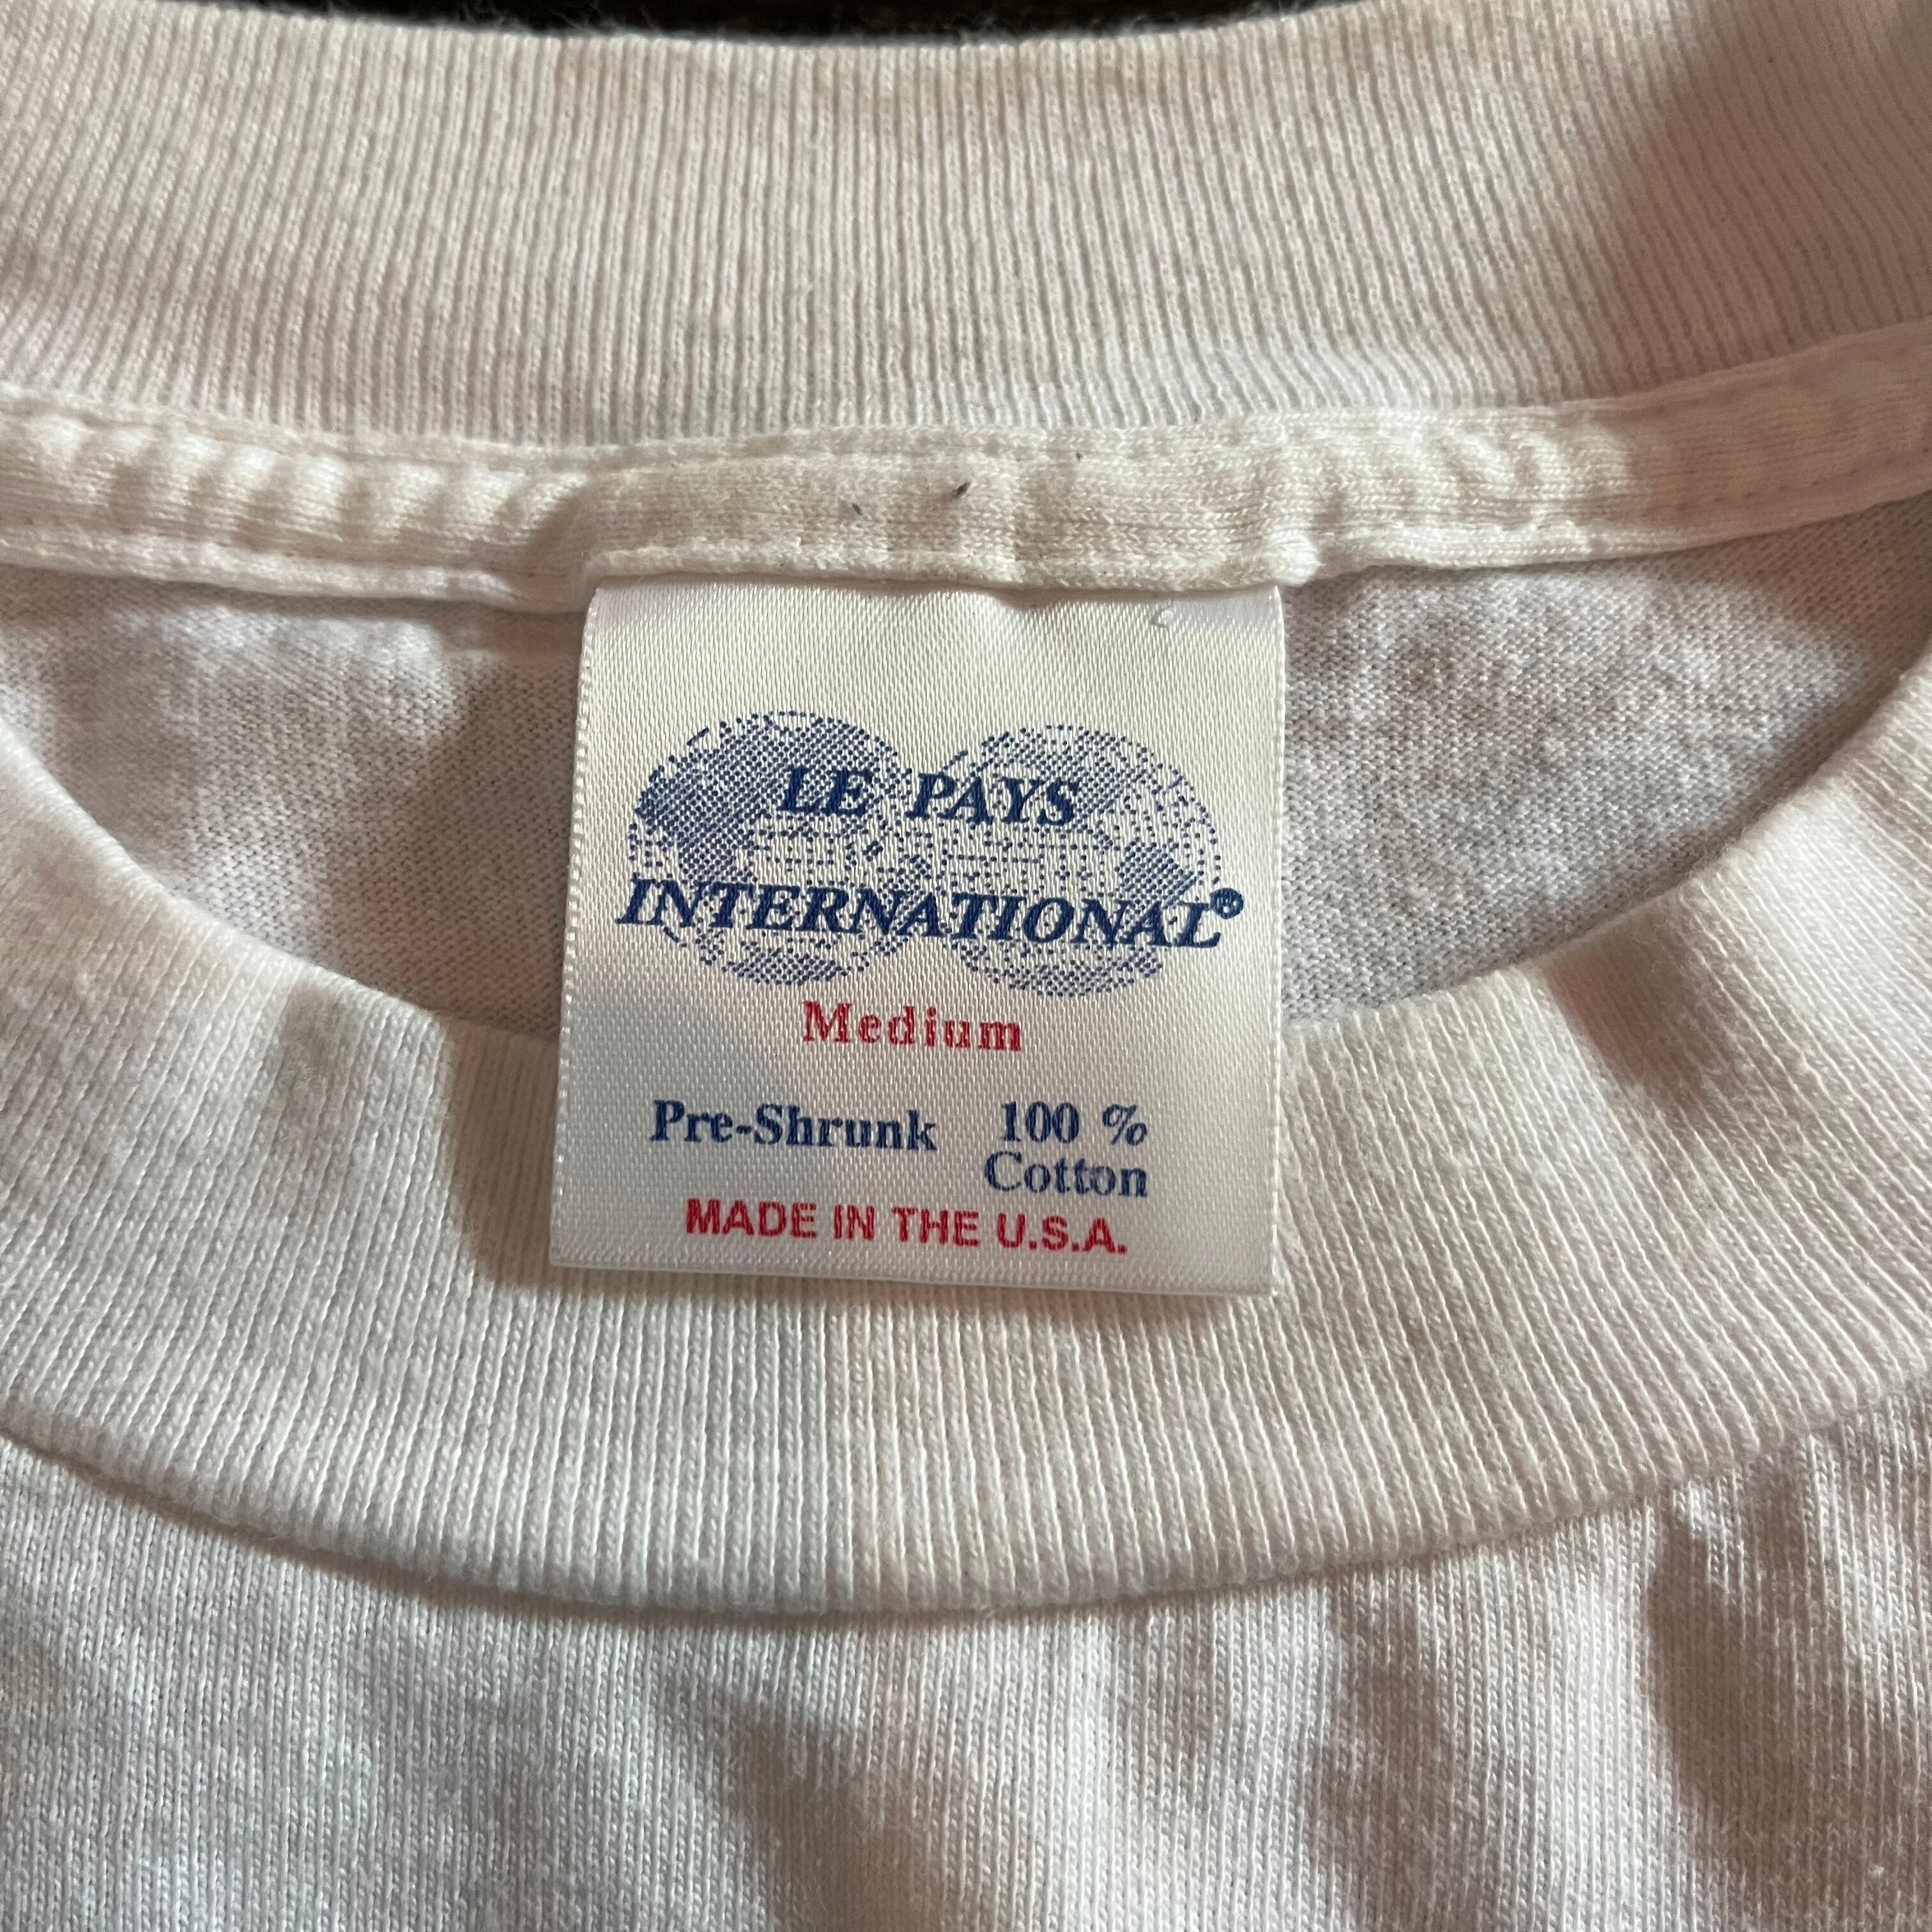 LE PAYS
INTERNATIONAL®
Medium
Pre-Shrunk 100 %
Cotton
MADE IN THE U.S.A.